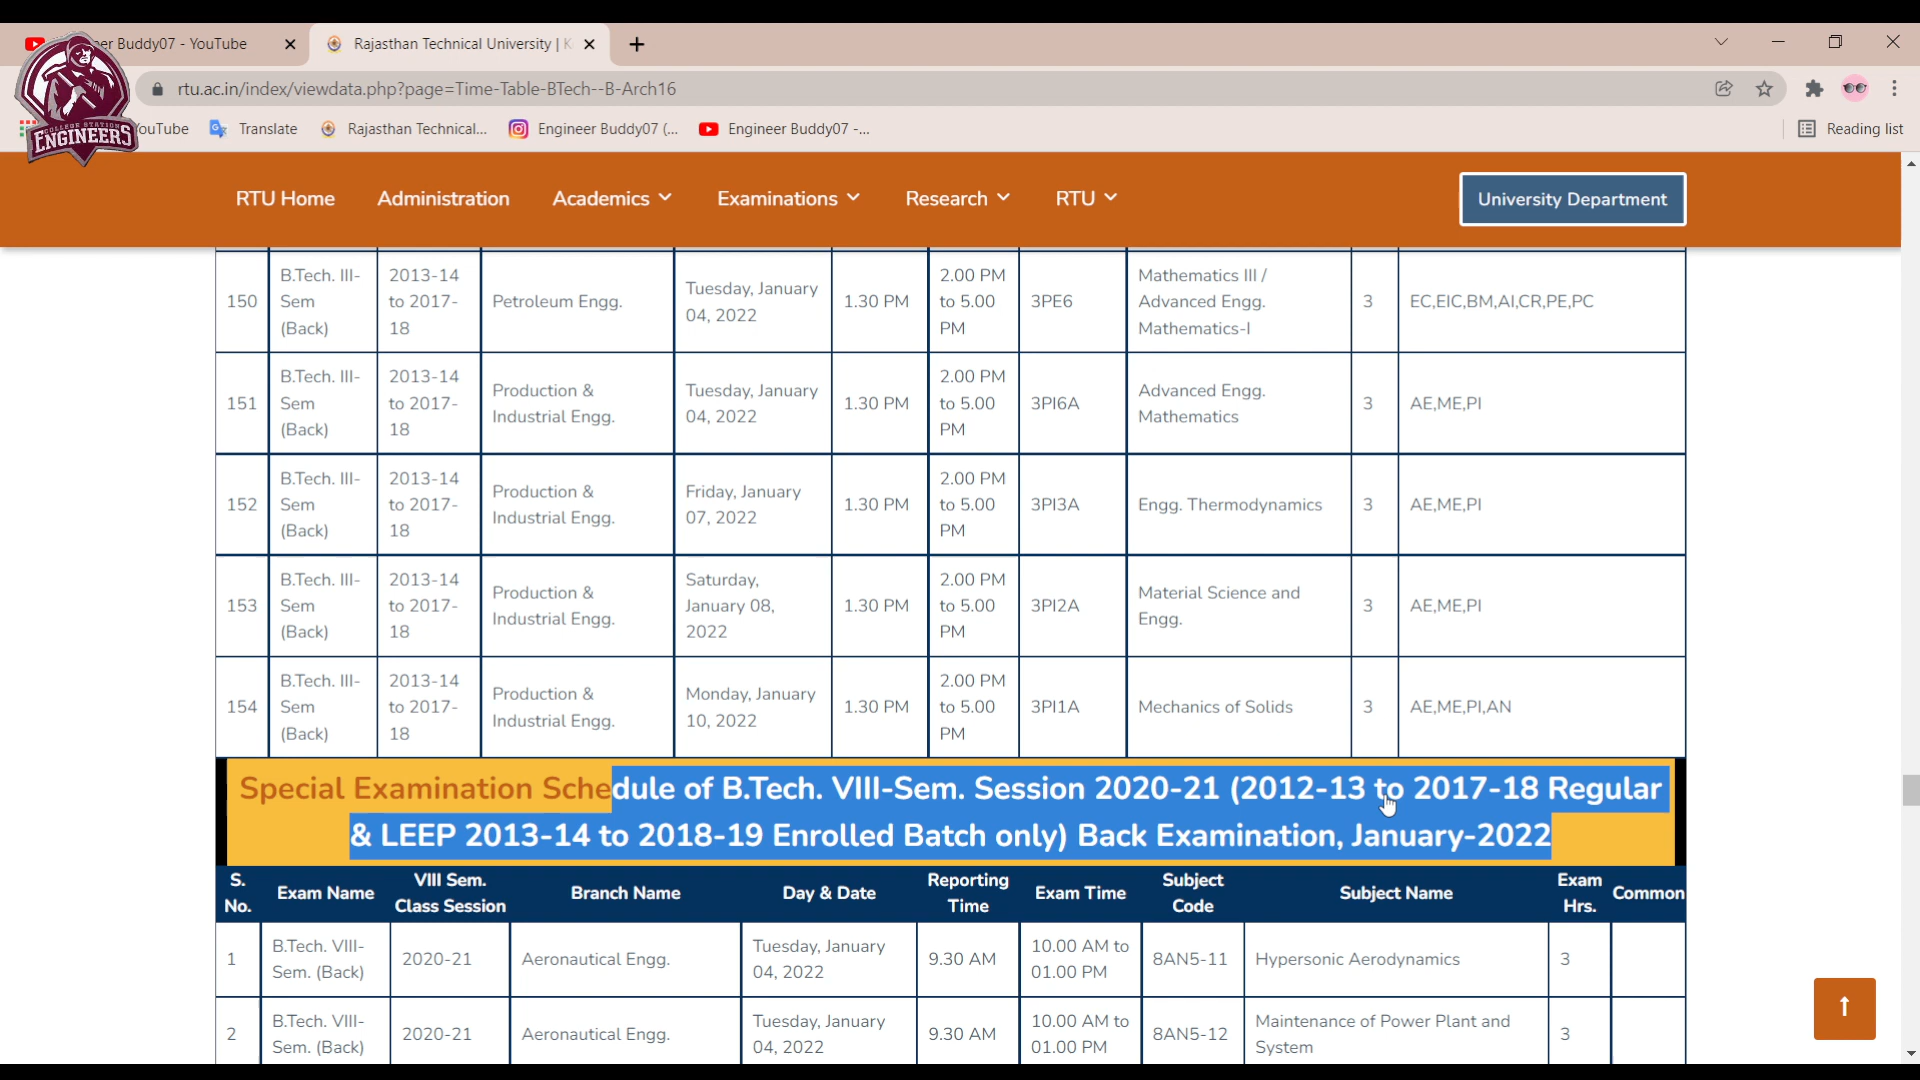 er Buddy07 - YouTube
Rajasthan Technical University | K
rtu.ac.in/index/viewdata.php?page=Time-Table-BTech--B-Arch16
COLLEGE STATION
ENGINEERS
YouTube Translate Rajasthan Technical... Engineer Buddy07 (... Engineer Buddy07 -... Reading list
RTU Home Administration Academics Examinations Research RTU University Department
150 B.Tech. III-Sem (Back) 2013-14 to 2017-18 Petroleum Engg. Tuesday, January 04, 2022 1.30 PM 2.00 PM to 5.00 PM 3PE6 Mathematics III / Advanced Engg. Mathematics-I 3 EC,EIC,BM,AI,CR,PE,PC
151 B.Tech. III-Sem (Back) 2013-14 to 2017-18 Production & Industrial Engg. Tuesday, January 04, 2022 1.30 PM 2.00 PM to 5.00 PM 3PI6A Advanced Engg. Mathematics 3 AE,ME,PI
152 B.Tech. III-Sem (Back) 2013-14 to 2017-18 Production & Industrial Engg. Friday, January 07, 2022 1.30 PM 2.00 PM to 5.00 PM 3PI3A Engg. Thermodynamics 3 AE,ME,PI
153 B.Tech. III-Sem (Back) 2013-14 to 2017-18 Production & Industrial Engg. Saturday, January 08, 2022 1.30 PM 2.00 PM to 5.00 PM 3PI2A Material Science and Engg. 3 AE,ME,PI
154 B.Tech. III-Sem (Back) 2013-14 to 2017-18 Production & Industrial Engg. Monday, January 10, 2022 1.30 PM 2.00 PM to 5.00 PM 3PI1A Mechanics of Solids 3 AE,ME,PI,AN
Special Examination Schedule of B.Tech. VIII-Sem. Session 2020-21 (2012-13 to 2017-18 Regular
& LEEP 2013-14 to 2018-19 Enrolled Batch only) Back Examination, January-2022
S. No. Exam Name VIII Sem. Class Session Branch Name Day & Date Reporting Time Exam Time Subject Code Subject Name Exam Hrs. Common
1 B.Tech. VIII-Sem. (Back) 2020-21 Aeronautical Engg. Tuesday, January 04, 2022 9.30 AM 10.00 AM to 01.00 PM 8AN5-11 Hypersonic Aerodynamics 3
2 B.Tech. VIII-Sem. (Back) 2020-21 Aeronautical Engg. Tuesday, January 04, 2022 9.30 AM 10.00 AM to 01.00 PM 8AN5-12 Maintenance of Power Plant and System 3